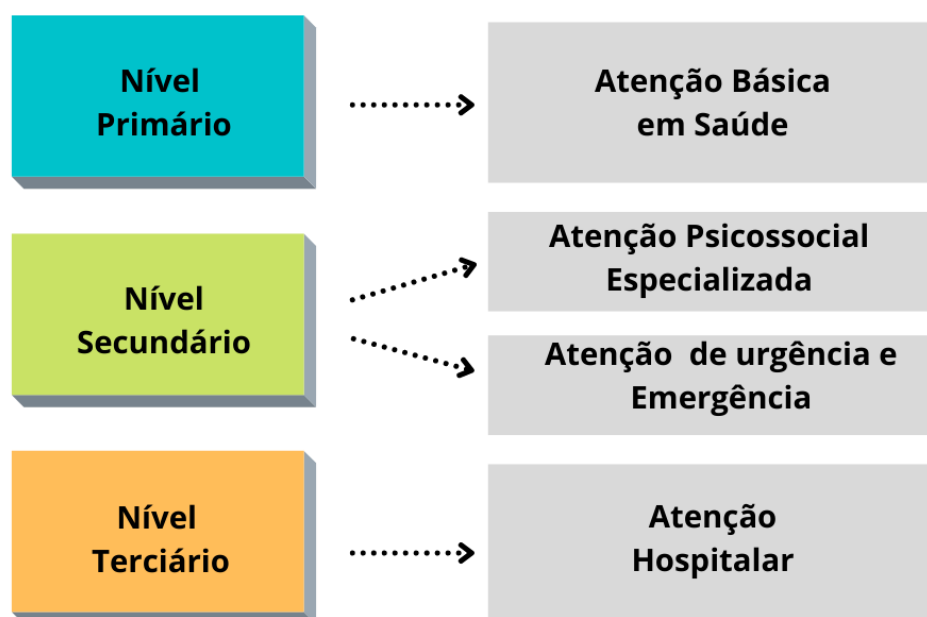 Nível
Primário
Atenção Básica
em Saúde
Nível
Secundário
Atenção Psicossocial
Especializada
Atenção de urgência e
Emergência
Nível
Terciário
Atenção
Hospitalar